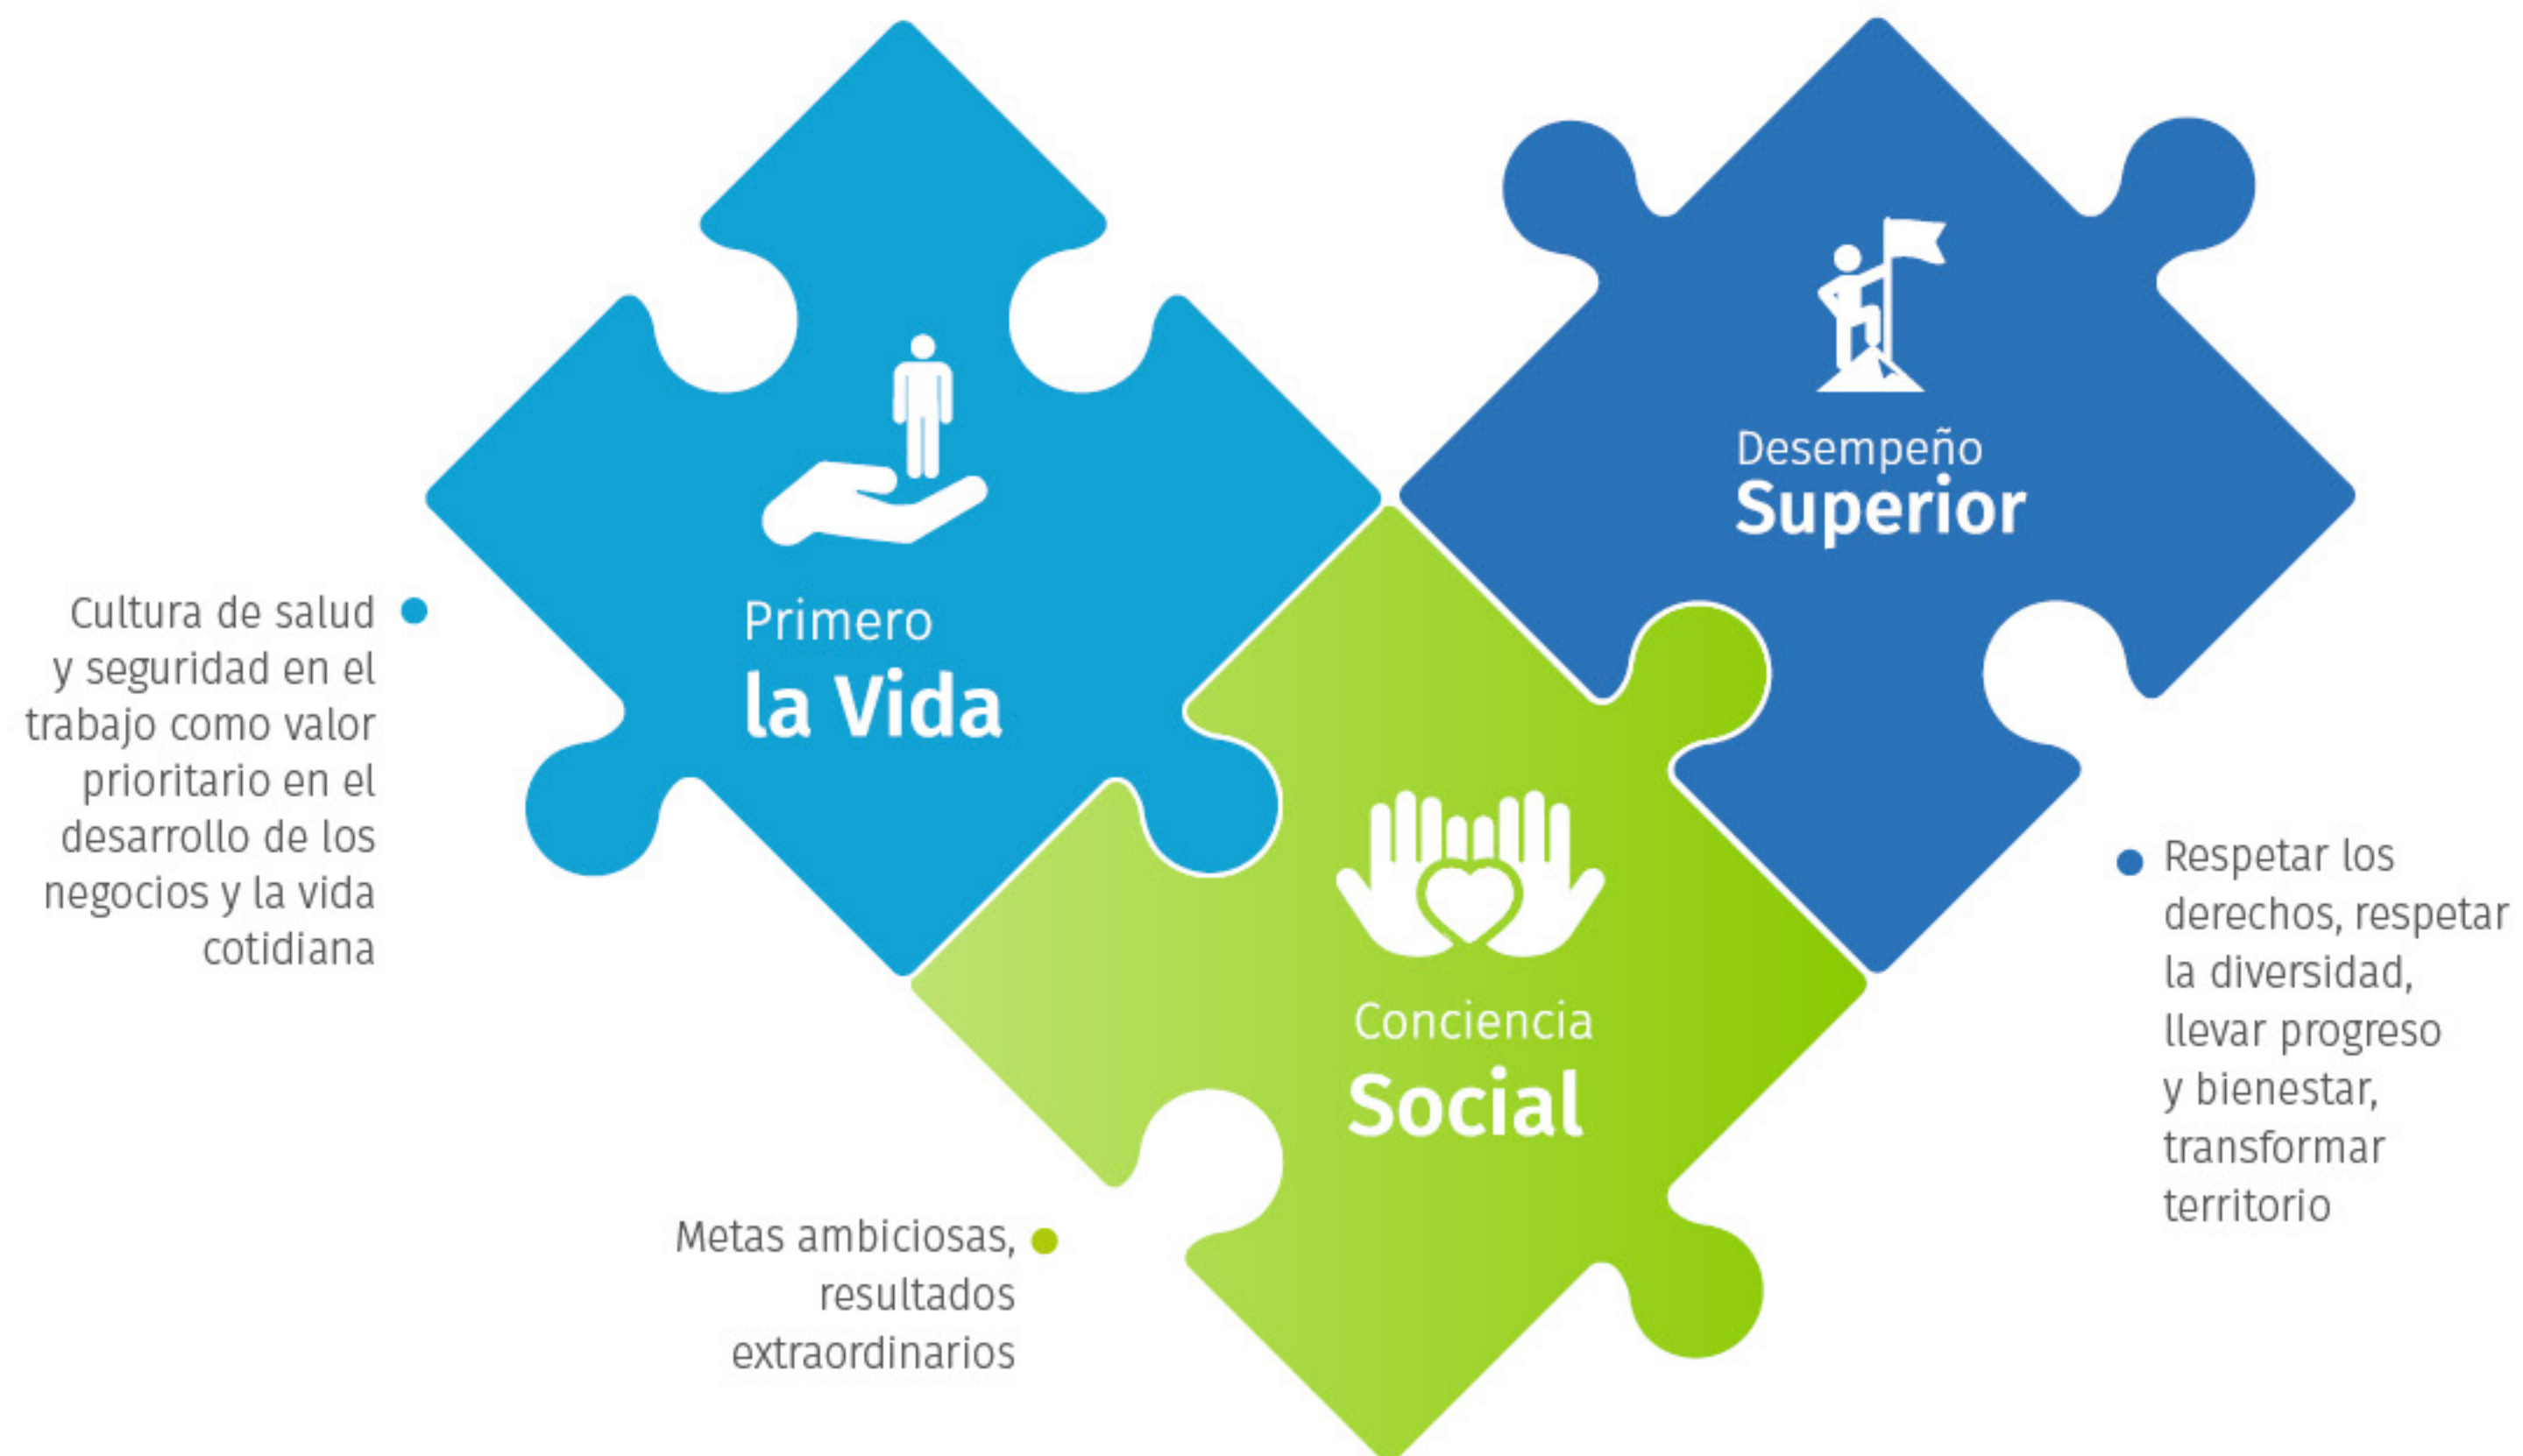 Primero
la Vida
Cultura de salud
y seguridad en el
trabajo como valor
prioritario en el
desarrollo de los
negocios y la vida
cotidiana
Desempeño
Superior
Respetar los
derechos, respetar
la diversidad,
llevar progreso
y bienestar,
transformar
territorio
Conciencia
Social
Metas ambiciosas,
resultados
extraordinarios